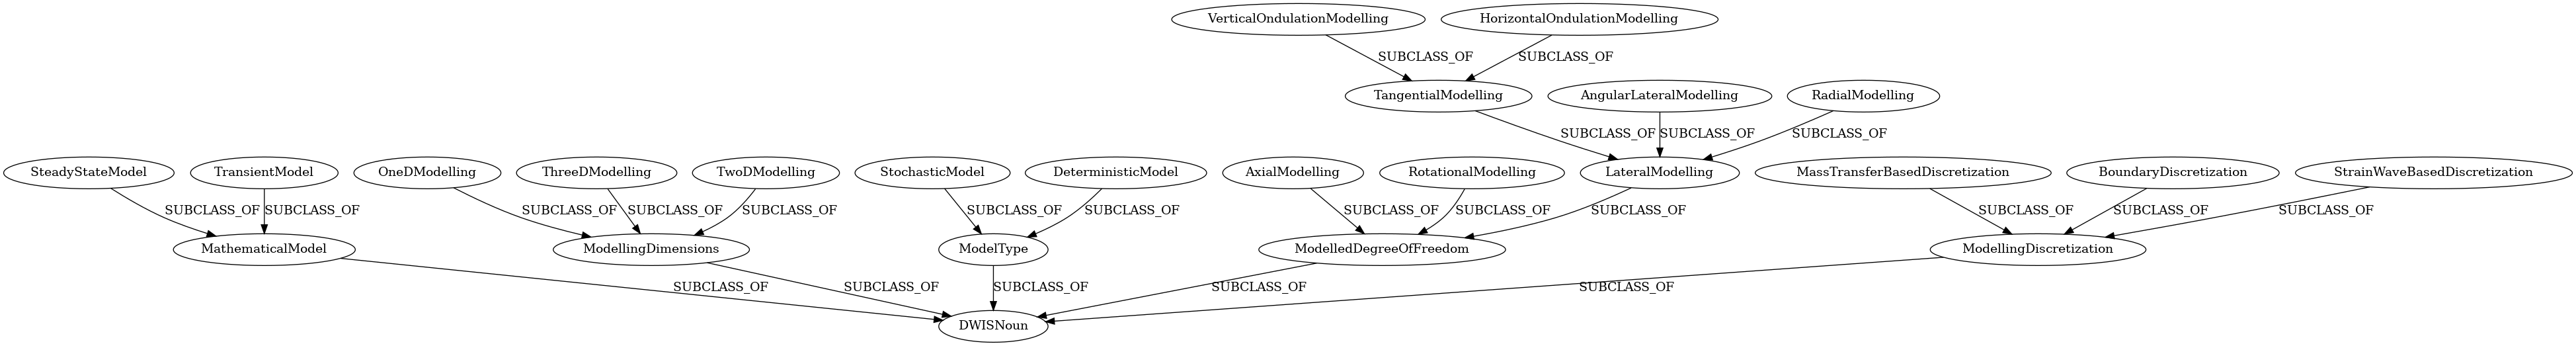 VerticalOndulationModelling
HorizontalOndulationModelling
SUBCLASS_OF
SUBCLASS_OF
TangentialModelling
AngularLateralModelling
RadialModelling
SUBCLASS_OF
SUBCLASS_OF
SUBCLASS_OF
SteadyStateModel
TransientModel
OneDModelling
ThreeDModelling
TwoDModelling
StochasticModel
DeterministicModel
AxialModelling
RotationalModelling
LateralModelling
MassTransferBasedDiscretization
BoundaryDiscretization
StrainWaveBasedDiscretization
SUBCLASS_OF
SUBCLASS_OF
SUBCLASS_OF
SUBCLASS_OF
SUBCLASS_OF
SUBCLASS_OF
SUBCLASS_OF
SUBCLASS_OF
SUBCLASS_OF
SUBCLASS_OF
SUBCLASS_OF
SUBCLASS_OF
SUBCLASS_OF
MathematicalModel
ModellingDimensions
ModelType
ModelledDegreeOfFreedom
ModellingDiscretization
SUBCLASS_OF
SUBCLASS_OF
SUBCLASS_OF
SUBCLASS_OF
SUBCLASS_OF
DWISNoun